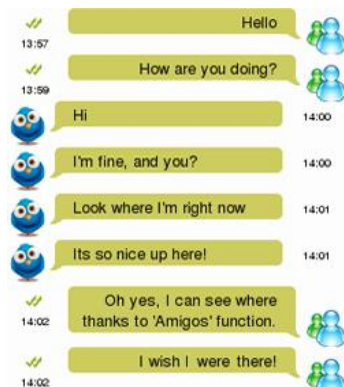 Hello
13:57
How are you doing?
13:59
Hi
14:00
I'm fine, and you?
14:00
Look where I'm right now
14:01
Its so nice up here!
14:01
Oh yes, I can see where
thanks to 'Amigos' function.
14:02
I wish I were there!
14:02